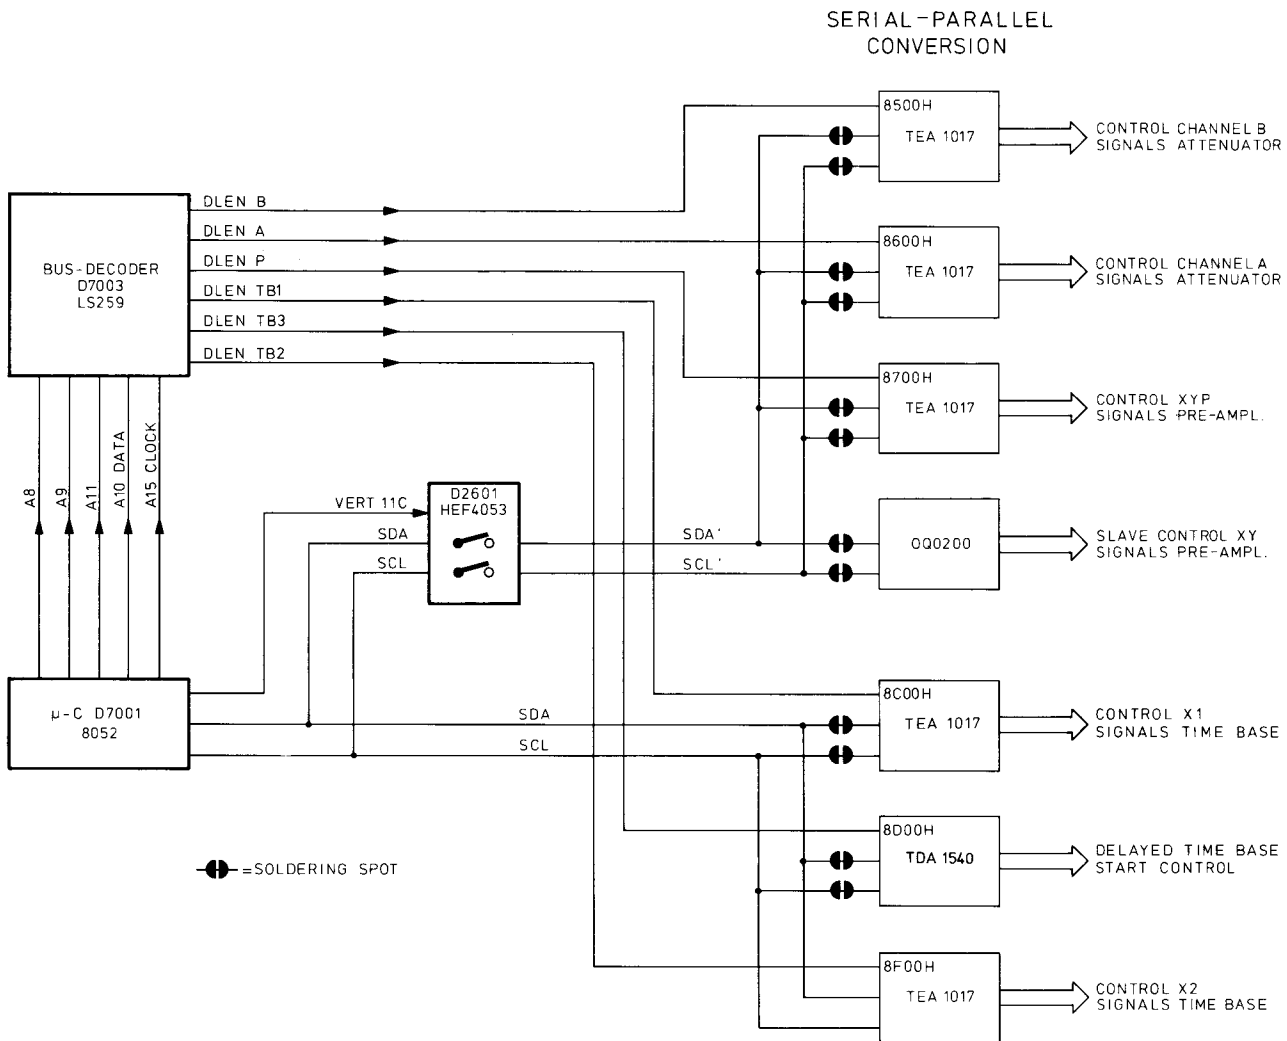 SERIAL-PARALLEL
CONVERSION
8500H
TEA 1017
CONTROL CHANNEL B
SIGNALS ATTENUATOR
DLEN B
DLEN A
DLEN P
DLEN TB1
DLEN TB3
DLEN TB2
BUS-DECODER
D7003
LS259
8600H
TEA 1017
CONTROL CHANNEL A
SIGNALS ATTENUATOR
8700H
TEA 1017
CONTROL XYP
SIGNALS PRE-AMPL.
A8
A9
A11
A10 DATA
A15 CLOCK
VERT 11C
SDA
SCL
D2601
HEF4053
SDA'
SCL'
OQ0200
SLAVE CONTROL XY
SIGNALS PRE-AMPL.
μ-C D7001
8052
SDA
SCL
8C00H
TEA 1017
CONTROL X1
SIGNALS TIME BASE
8D00H
TDA 1540
DELAYED TIME BASE
START CONTROL
=SOLDERING SPOT
8F00H
TEA 1017
CONTROL X2
SIGNALS TIME BASE